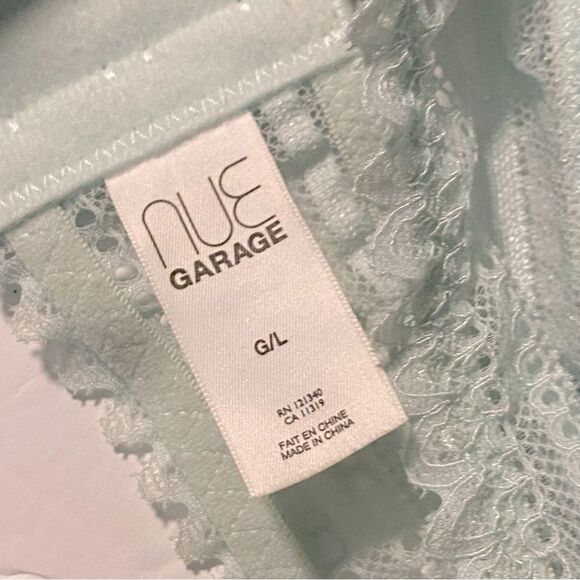 nue
GARAGE
G/L
RN 121340
CA 11319
FAIT EN CHINE
MADE IN CHINA